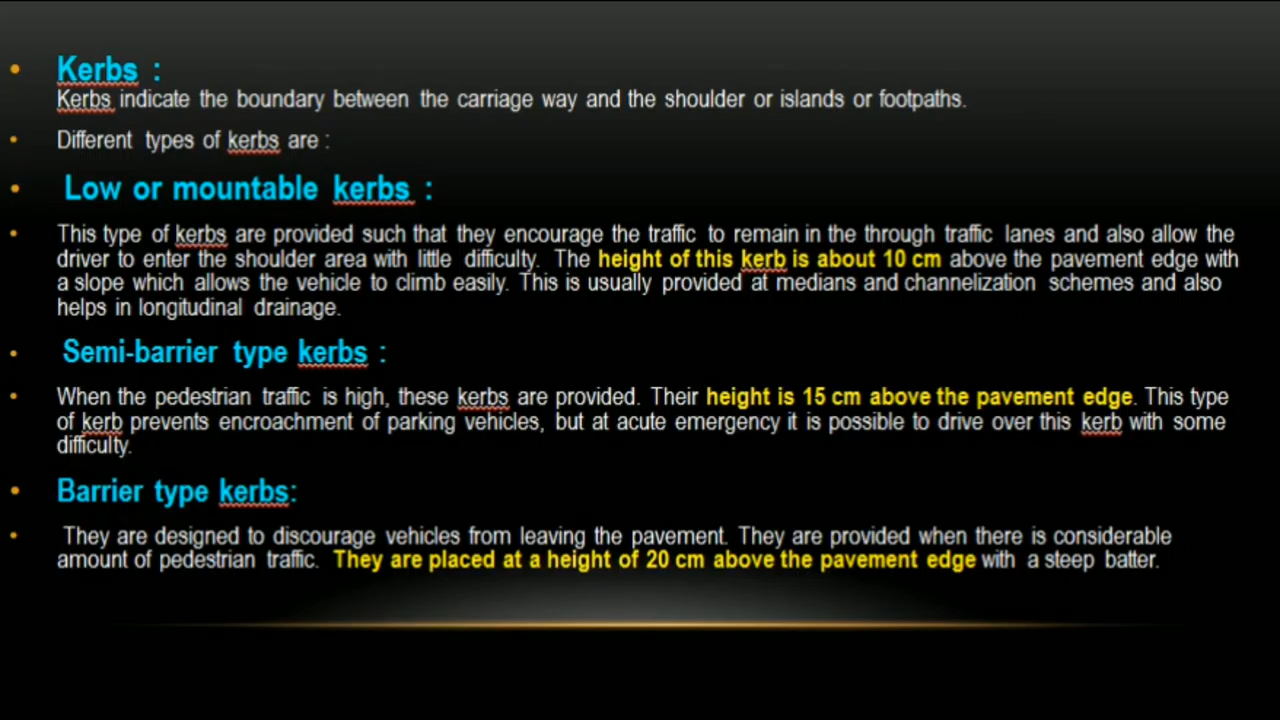 Kerbs :
Kerbs indicate the boundary between the carriage way and the shoulder or islands or footpaths.
Different types of kerbs are :
Low or mountable kerbs :
This type of kerbs are provided such that they encourage the traffic to remain in the through traffic lanes and also allow the
driver to enter the shoulder area with little difficulty. The height of this kerb is about 10 cm above the pavement edge with
a slope which allows the vehicle to climb easily. This is usually provided at medians and channelization schemes and also
helps in longitudinal drainage.
Semi-barrier type kerbs :
When the pedestrian traffic is high, these kerbs are provided. Their height is 15 cm above the pavement edge. This type
of kerb prevents encroachment of parking vehicles, but at acute emergency it is possible to drive over this kerb with some
difficulty.
Barrier type kerbs:
They are designed to discourage vehicles from leaving the pavement. They are provided when there is considerable
amount of pedestrian traffic. They are placed at a height of 20 cm above the pavement edge with a steep batter.